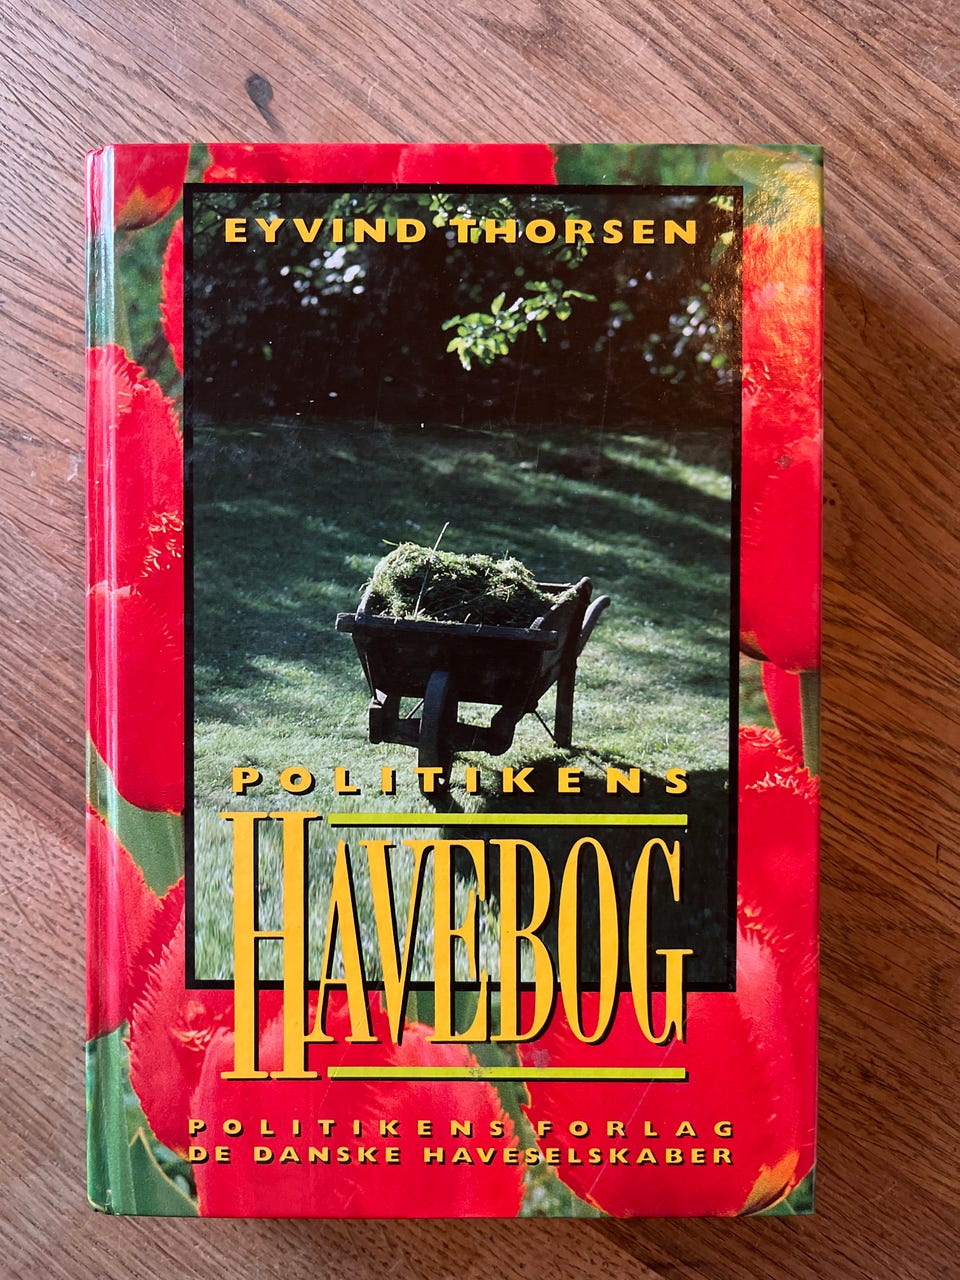 EYVIND THORSEN
POLITIKENS
HAVEBOG
POLITIKENS FORLAG
DE DANSKE HAVESELSKABER